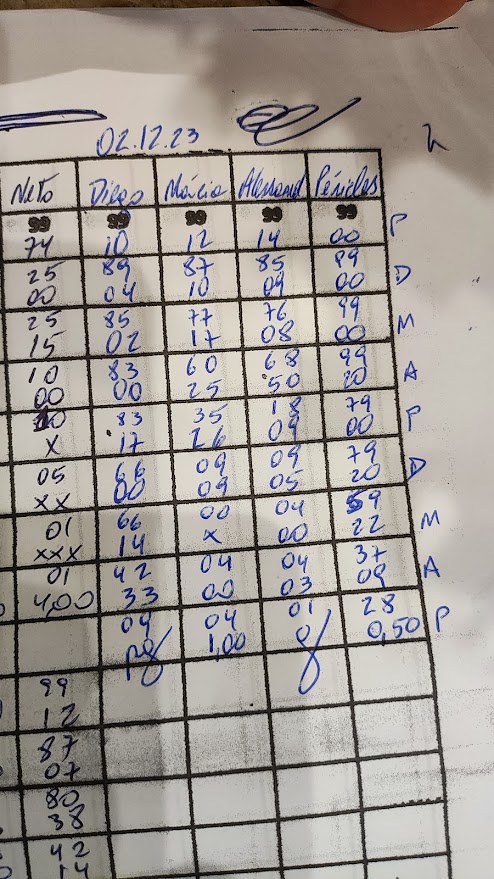 02.12.23
Neto Diego Márcio Alemand Péricles
99 99 99 99 99
74 10 12 14 00 P
25 89 87 85 99
00 04 10 09 00 D
25 85 77 76 99
15 02 17 08 00 M
10 83 60 68 99
00 00 25 50 20 A
10 83 35 18 79
X 17 26 09 00 P
05 66 09 09 79
XX 00 09 05 20 D
01 66 00 04 59
XXX 14 X 00 22 M
01 42 04 04 37
4,00 33 00 03 09 A
04 04 01 28
pg 1,00 0,50 P
99
12
87
07
80
38
42
14